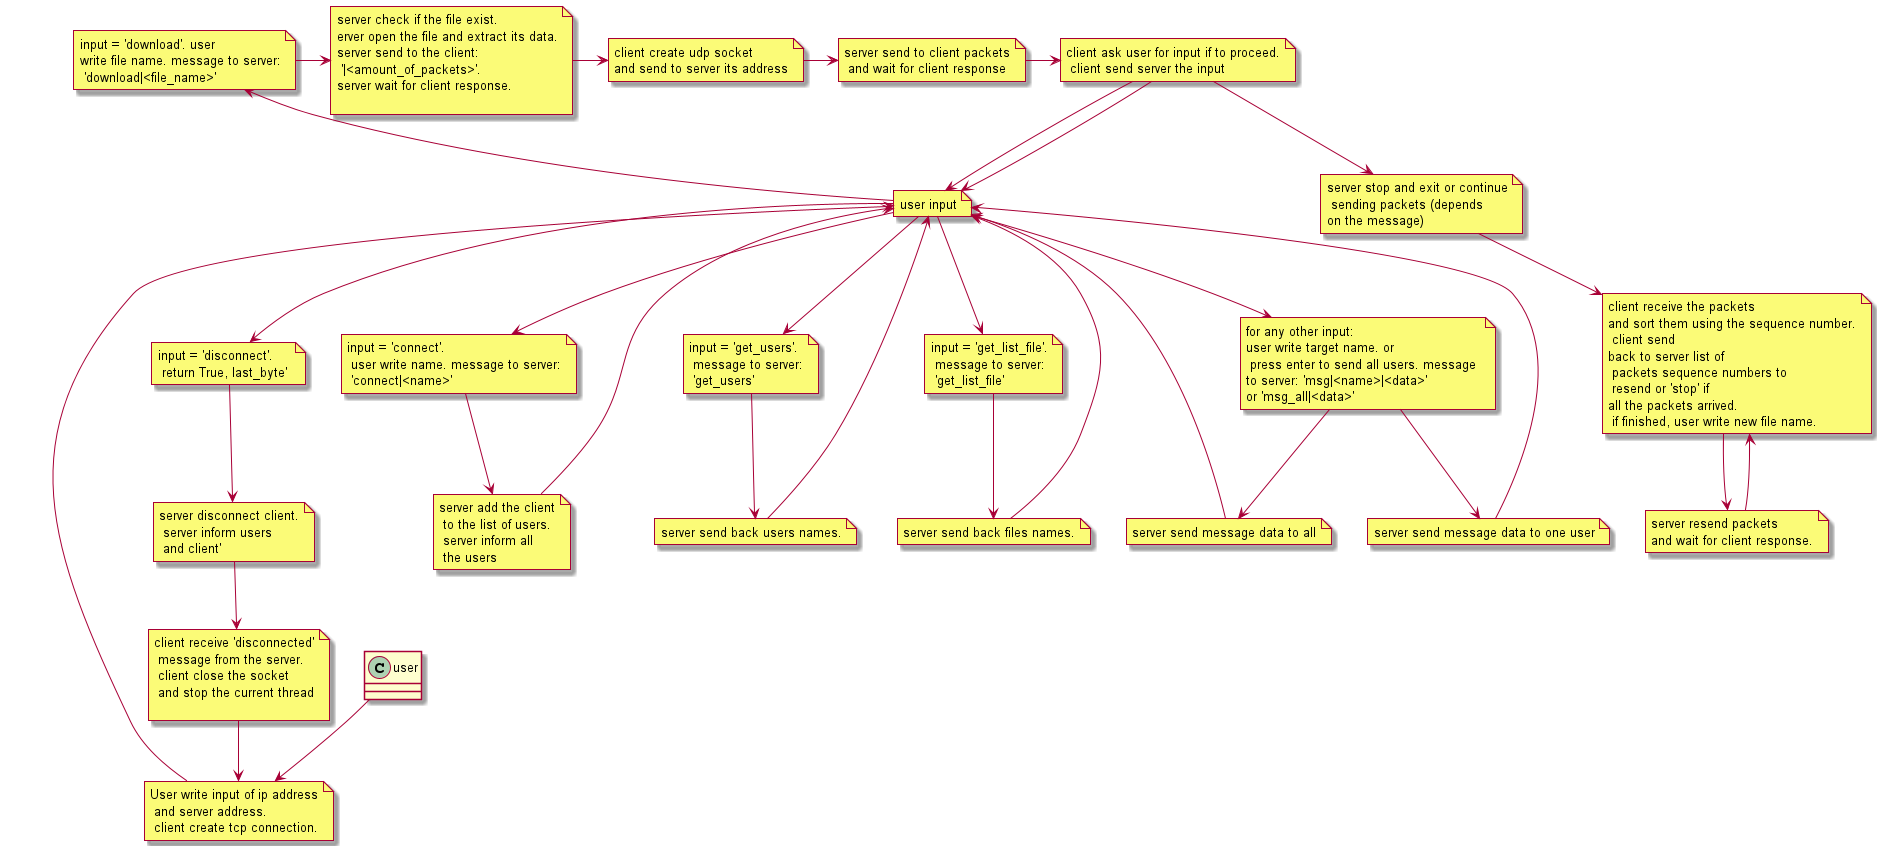 input = 'download'. user
write file name. message to server:
'download|<file_name>'
server check if the file exist.
erver open the file and extract its data.
server send to the client:
'|<amount_of_packets>'.
server wait for client response.
client create udp socket
and send to server its address
server send to client packets
and wait for client response
client ask user for input if to proceed.
client send server the input
user input
server stop and exit or continue
sending packets (depends
on the message)
input = 'disconnect'.
return True, last_byte'
input = 'connect'.
user write name. message to server:
'connect|<name>'
input = 'get_users'.
message to server:
'get_users'
input = 'get_list_file'.
message to server:
'get_list_file'
for any other input:
user write target name. or
press enter to send all users. message
to server: 'msg|<name>|<data>'
or 'msg_all|<data>'
client receive the packets
and sort them using the sequence number.
client send
back to server list of
packets sequence numbers to
resend or 'stop' if
all the packets arrived.
if finished, user write new file name.
server disconnect client.
server inform users
and client'
server add the client
to the list of users.
server inform all
the users
server send back users names.
server send back files names.
server send message data to all
server send message data to one user
server resend packets
and wait for client response.
client receive 'disconnected'
message from the server.
client close the socket
and stop the current thread
C user
User write input of ip address
and server address.
client create tcp connection.